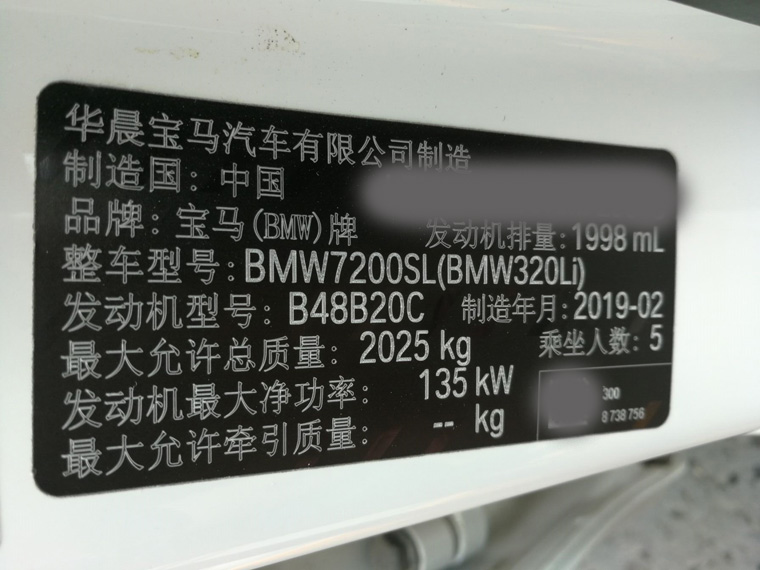 华晨宝马汽车有限公司制造
制造国：中国
品牌：宝马(BMW)牌 发动机排量：1998 mL
整车型号：BMW7200SL(BMW320Li)
发动机型号：B48B20C 制造年月：2019-02
最大允许总质量：2025 kg 乘坐人数：5
发动机最大净功率：135 kW
最大允许牵引质量：-- kg
300
8 738 756